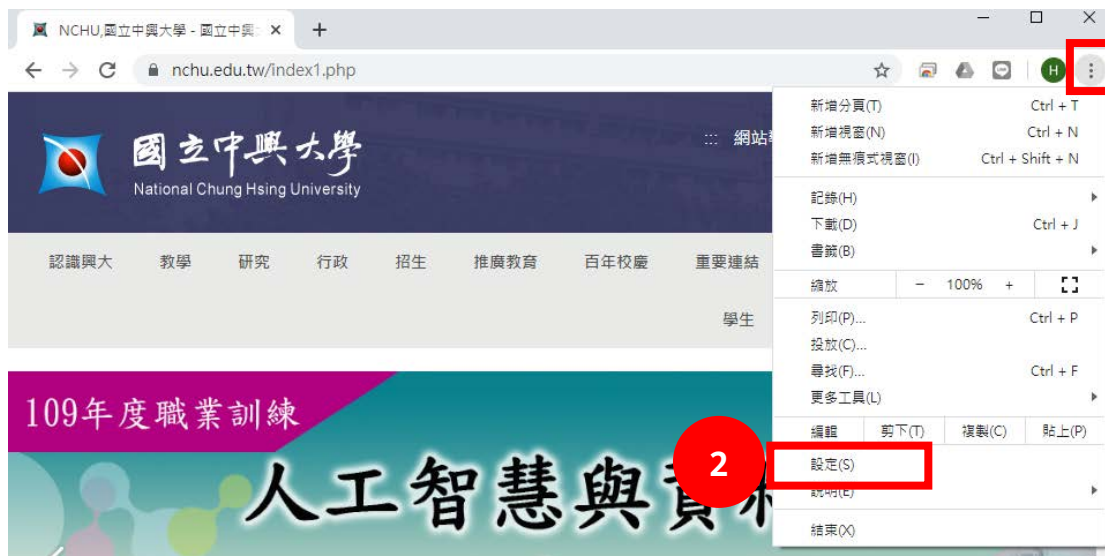 NCHU,國立中興大學 - 國立中興
nchu.edu.tw/index1.php
H
國立中興大學
National Chung Hsing University
::: 網站
認識興大 教學 研究 行政 招生 推廣教育 百年校慶 重要連結
學生
109年度職業訓練
人工智慧與資料
新增分頁(T) Ctrl + T
新增視窗(N) Ctrl + N
新增無痕式視窗(I) Ctrl + Shift + N
記錄(H)
下載(D) Ctrl + J
書籤(B)
縮放 - 100% +
列印(P)... Ctrl + P
投放(C)...
尋找(F)... Ctrl + F
更多工具(L)
編輯 剪下(T) 複製(C) 貼上(P)
2
設定(S)
說明(E)
結束(X)